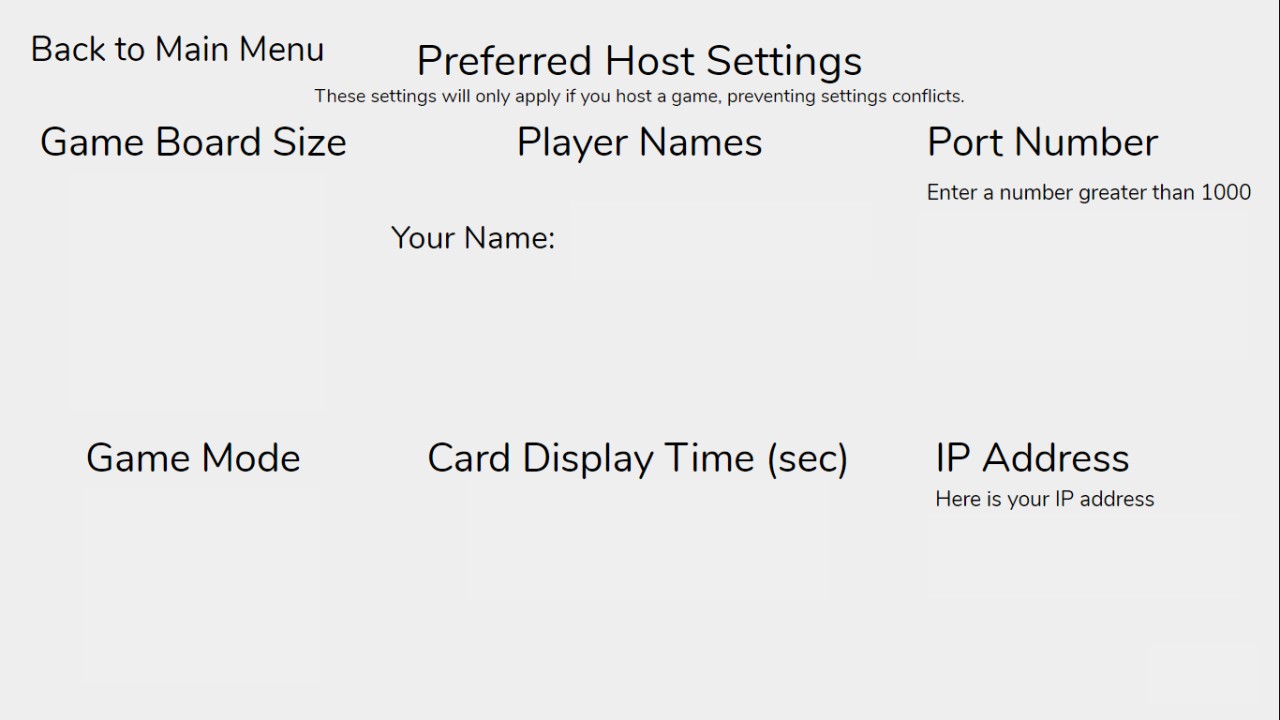 Back to Main Menu
Preferred Host Settings
These settings will only apply if you host a game, preventing settings conflicts.
Game Board Size
Player Names
Port Number
Enter a number greater than 1000
Your Name:
Game Mode
Card Display Time (sec)
IP Address
Here is your IP address